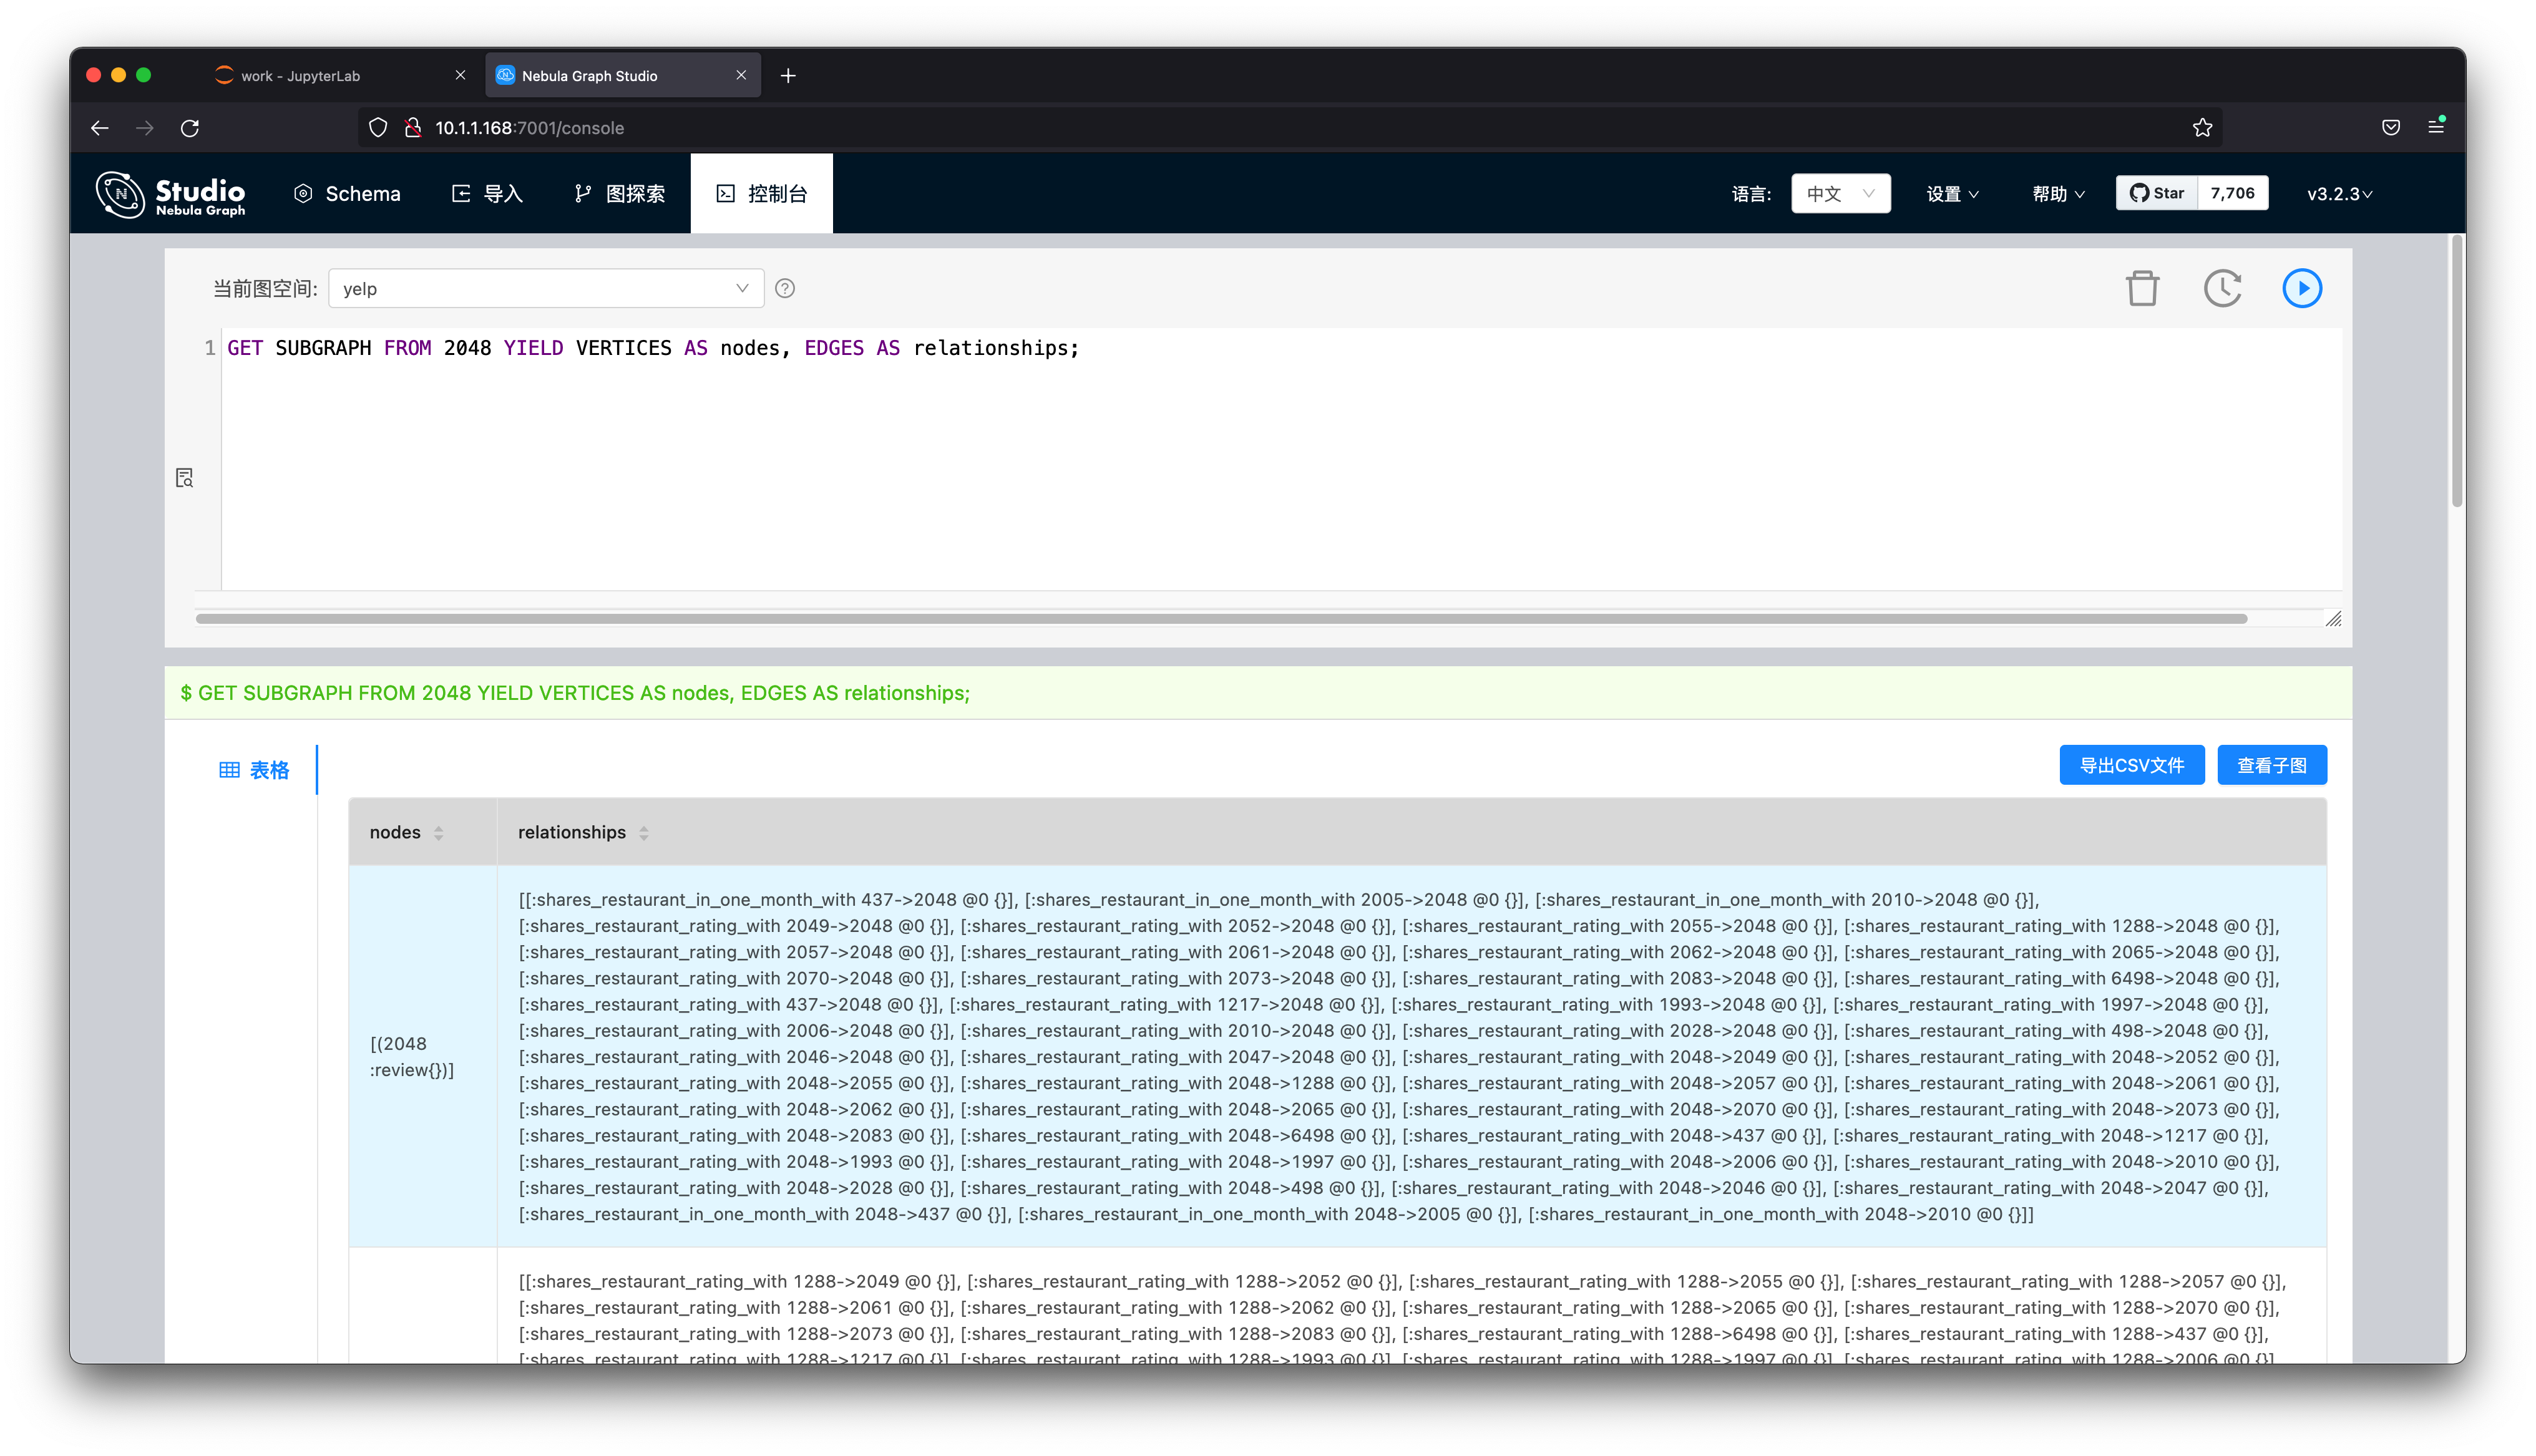 work - JupyterLab
Nebula Graph Studio
10.1.1.168:7001/console
Studio
Nebula Graph
Schema
导入
图探索
控制台
语言:
中文
设置
帮助
Star
7,706
v3.2.3
当前图空间:
yelp
1
GET SUBGRAPH FROM 2048 YIELD VERTICES AS nodes, EDGES AS relationships;
$ GET SUBGRAPH FROM 2048 YIELD VERTICES AS nodes, EDGES AS relationships;
表格
导出CSV文件
查看子图
nodes
relationships
[(2048
:review{})]
[[:shares_restaurant_in_one_month_with 437->2048 @0 {}], [:shares_restaurant_in_one_month_with 2005->2048 @0 {}], [:shares_restaurant_in_one_month_with 2010->2048 @0 {}],
[:shares_restaurant_rating_with 2049->2048 @0 {}], [:shares_restaurant_rating_with 2052->2048 @0 {}], [:shares_restaurant_rating_with 2055->2048 @0 {}], [:shares_restaurant_rating_with 1288->2048 @0 {}],
[:shares_restaurant_rating_with 2057->2048 @0 {}], [:shares_restaurant_rating_with 2061->2048 @0 {}], [:shares_restaurant_rating_with 2062->2048 @0 {}], [:shares_restaurant_rating_with 2065->2048 @0 {}],
[:shares_restaurant_rating_with 2070->2048 @0 {}], [:shares_restaurant_rating_with 2073->2048 @0 {}], [:shares_restaurant_rating_with 2083->2048 @0 {}], [:shares_restaurant_rating_with 6498->2048 @0 {}],
[:shares_restaurant_rating_with 437->2048 @0 {}], [:shares_restaurant_rating_with 1217->2048 @0 {}], [:shares_restaurant_rating_with 1993->2048 @0 {}], [:shares_restaurant_rating_with 1997->2048 @0 {}],
[:shares_restaurant_rating_with 2006->2048 @0 {}], [:shares_restaurant_rating_with 2010->2048 @0 {}], [:shares_restaurant_rating_with 2028->2048 @0 {}], [:shares_restaurant_rating_with 498->2048 @0 {}],
[:shares_restaurant_rating_with 2046->2048 @0 {}], [:shares_restaurant_rating_with 2047->2048 @0 {}], [:shares_restaurant_rating_with 2048->2049 @0 {}], [:shares_restaurant_rating_with 2048->2052 @0 {}],
[:shares_restaurant_rating_with 2048->2055 @0 {}], [:shares_restaurant_rating_with 2048->1288 @0 {}], [:shares_restaurant_rating_with 2048->2057 @0 {}], [:shares_restaurant_rating_with 2048->2061 @0 {}],
[:shares_restaurant_rating_with 2048->2062 @0 {}], [:shares_restaurant_rating_with 2048->2065 @0 {}], [:shares_restaurant_rating_with 2048->2070 @0 {}], [:shares_restaurant_rating_with 2048->2073 @0 {}],
[:shares_restaurant_rating_with 2048->2083 @0 {}], [:shares_restaurant_rating_with 2048->6498 @0 {}], [:shares_restaurant_rating_with 2048->437 @0 {}], [:shares_restaurant_rating_with 2048->1217 @0 {}],
[:shares_restaurant_rating_with 2048->1993 @0 {}], [:shares_restaurant_rating_with 2048->1997 @0 {}], [:shares_restaurant_rating_with 2048->2006 @0 {}], [:shares_restaurant_rating_with 2048->2010 @0 {}],
[:shares_restaurant_rating_with 2048->2028 @0 {}], [:shares_restaurant_rating_with 2048->498 @0 {}], [:shares_restaurant_rating_with 2048->2046 @0 {}], [:shares_restaurant_rating_with 2048->2047 @0 {}],
[:shares_restaurant_in_one_month_with 2048->437 @0 {}], [:shares_restaurant_in_one_month_with 2048->2005 @0 {}], [:shares_restaurant_in_one_month_with 2048->2010 @0 {}]]
[[:shares_restaurant_rating_with 1288->2049 @0 {}], [:shares_restaurant_rating_with 1288->2052 @0 {}], [:shares_restaurant_rating_with 1288->2055 @0 {}], [:shares_restaurant_rating_with 1288->2057 @0 {}],
[:shares_restaurant_rating_with 1288->2061 @0 {}], [:shares_restaurant_rating_with 1288->2062 @0 {}], [:shares_restaurant_rating_with 1288->2065 @0 {}], [:shares_restaurant_rating_with 1288->2070 @0 {}],
[:shares_restaurant_rating_with 1288->2073 @0 {}], [:shares_restaurant_rating_with 1288->2083 @0 {}], [:shares_restaurant_rating_with 1288->6498 @0 {}], [:shares_restaurant_rating_with 1288->437 @0 {}],
[:shares_restaurant_rating_with 1288->1217 @0 {}], [:shares_restaurant_rating_with 1288->1993 @0 {}], [:shares_restaurant_rating_with 1288->1997 @0 {}], [:shares_restaurant_rating_with 1288->2006 @0 {}],